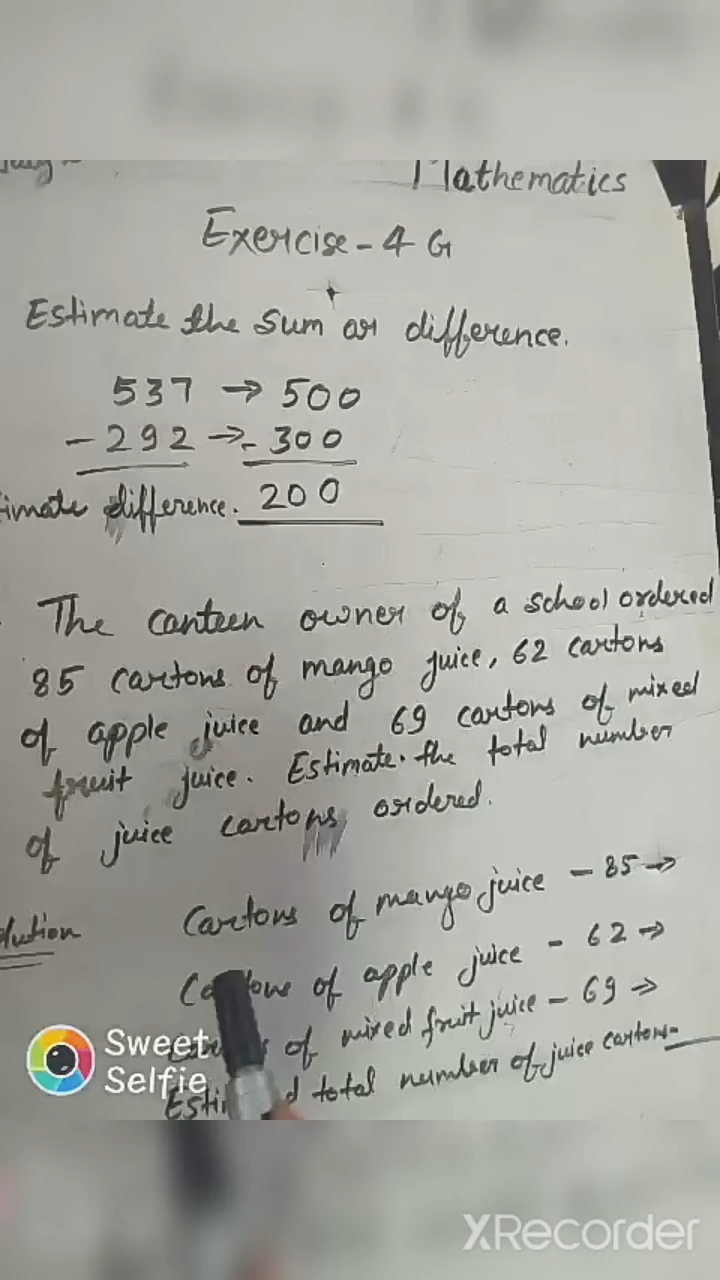 Mathematics
Exercise - 4 G
Estimate the Sum or difference.
537 → 500
- 292 → - 300
difference. 200
The canteen owner of a school ordered
85 cartons of mango juice, 62 cartons
of apple juice and 69 cartons of mixed
fruit juice. Estimate the total number
of juice cartons ordered.
Cartons of mango juice - 85 →
of apple juice - 62 →
of mixed fruit juice - 69 →
total number of juice cartons-
Sweet
Selfie
XRecorder